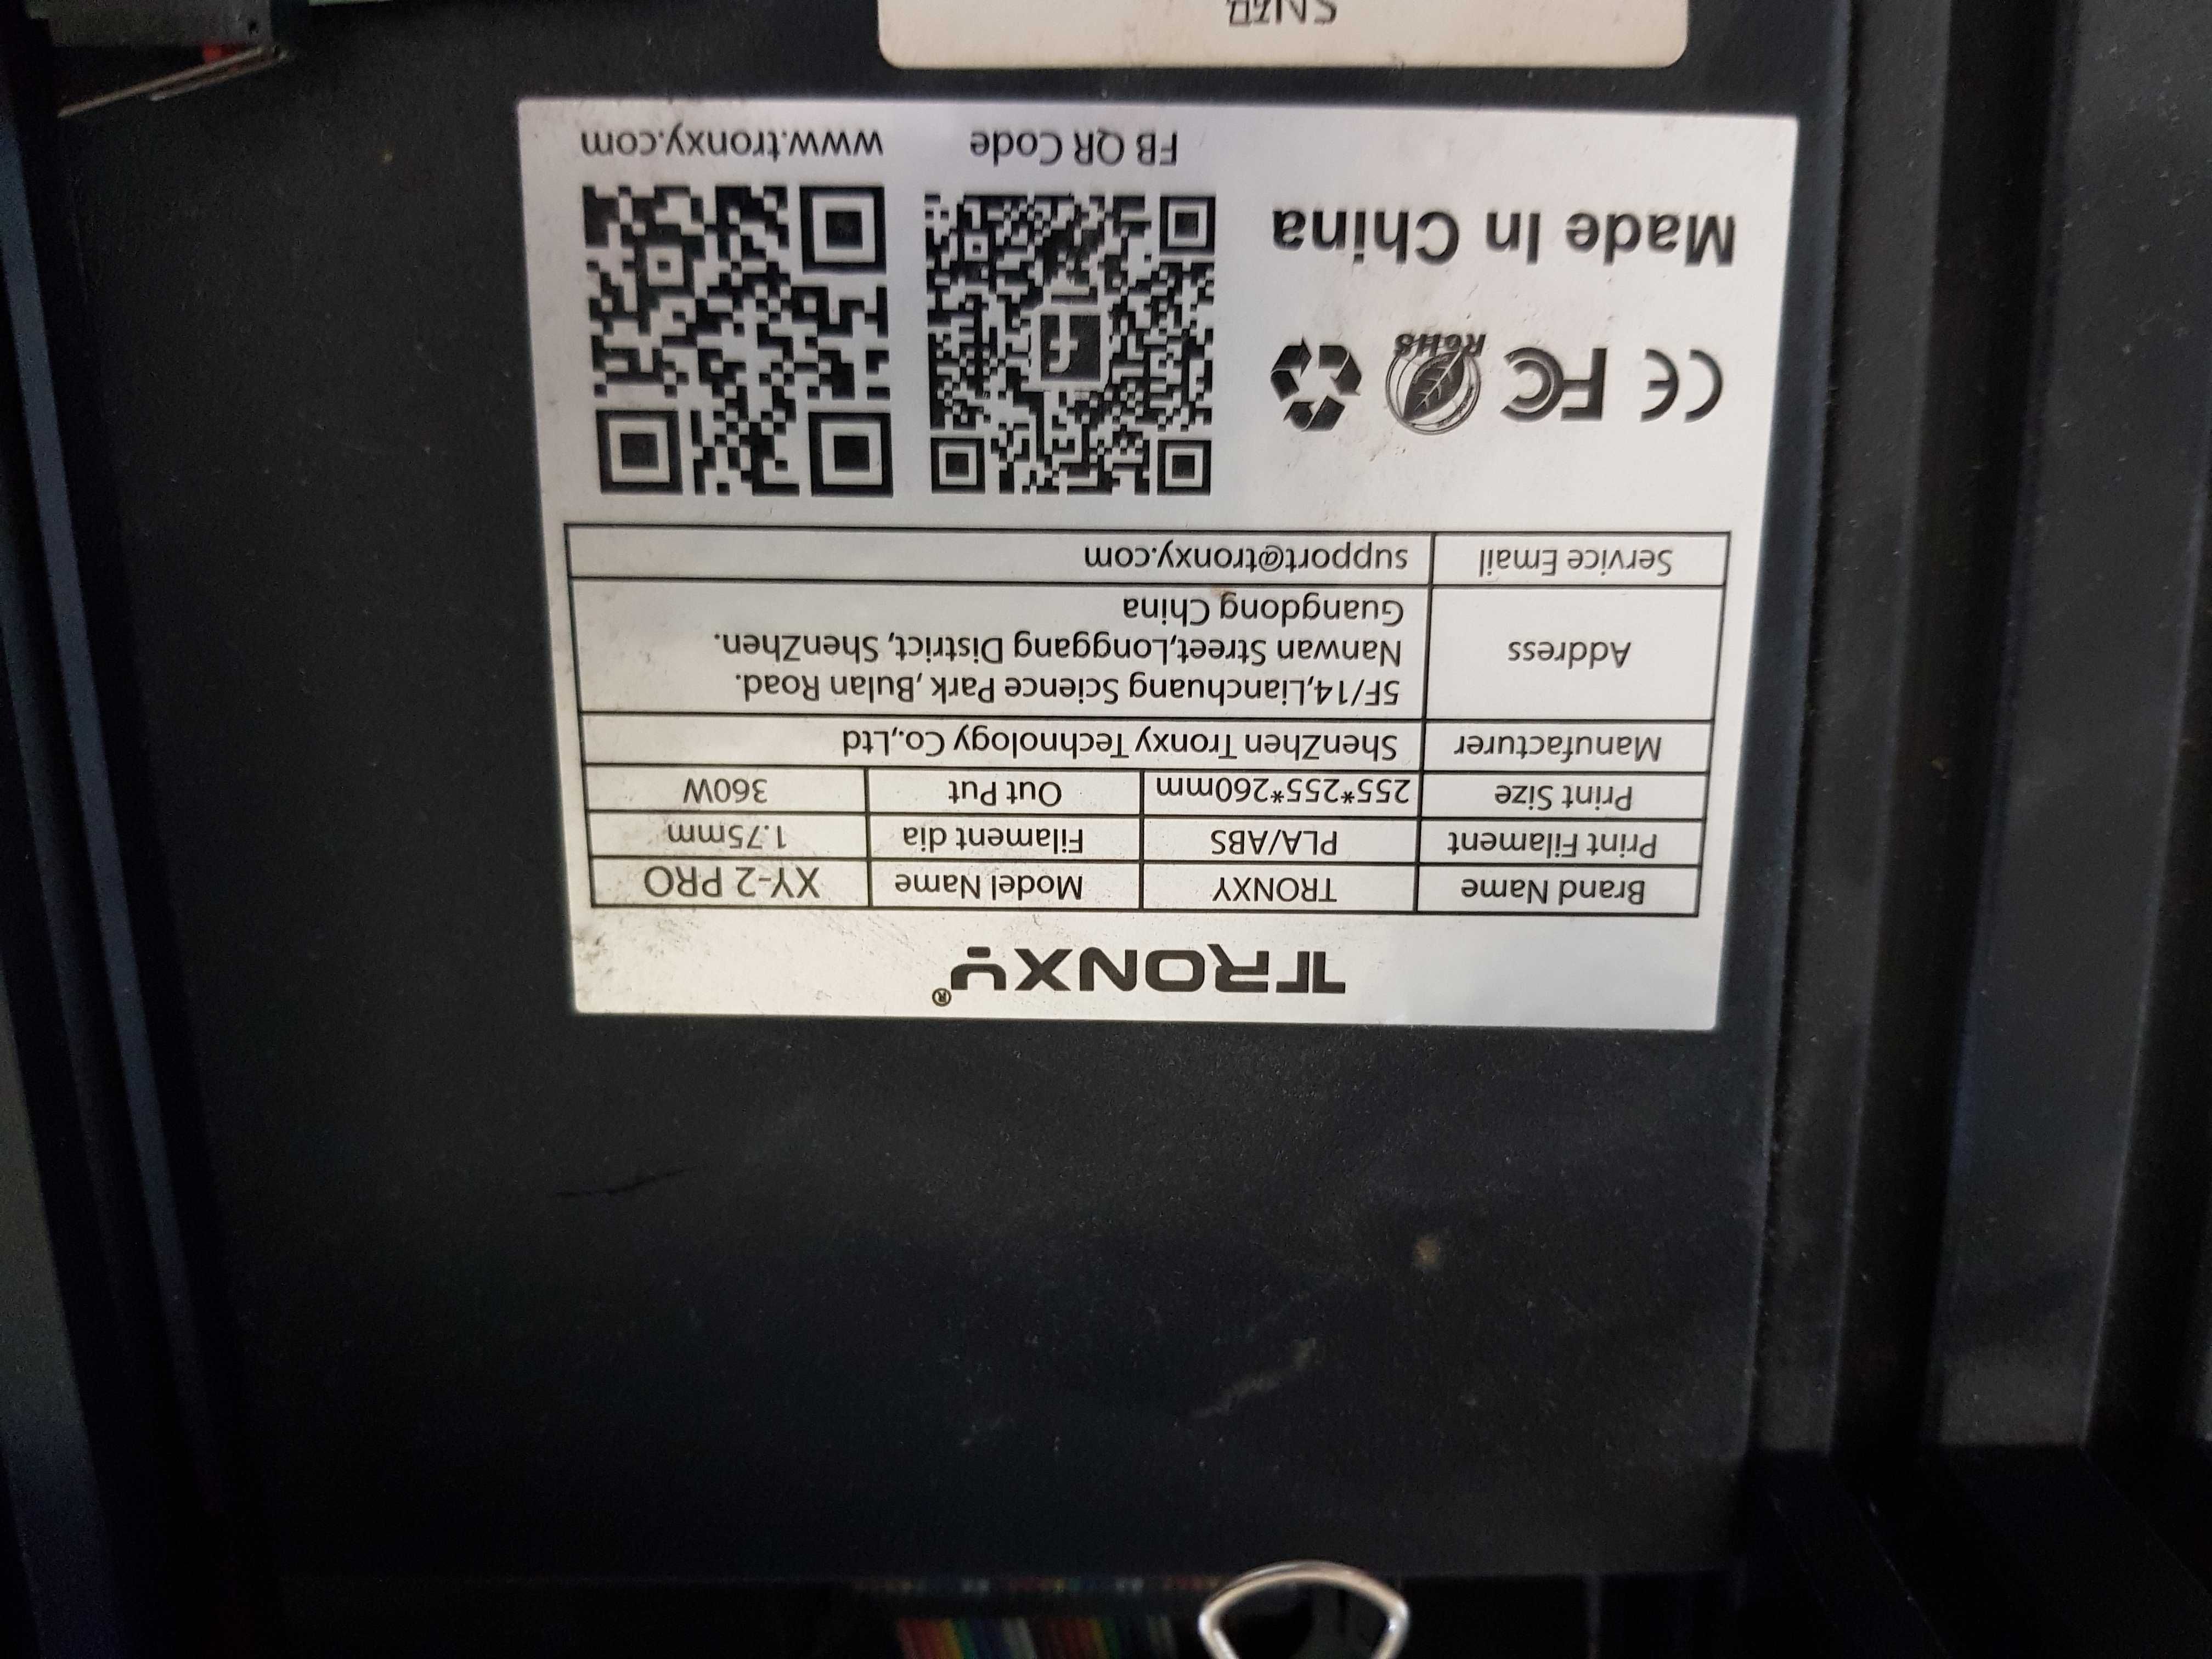 TRONXY®
Brand Name TRONXY Model Name XY-2 PRO
Print Filament PLA/ABS Filament dia 1.75mm
Print Size 255*255*260mm Out Put 360W
Manufacturer ShenZhen Tronxy Technology Co.,Ltd
Address 5F/14,Lianchuang Science Park,Bulan Road.
Nanwan Street,Longgang District, ShenZhen.
Guangdong China
Service Email support@tronxy.com
CE FC RoHS
Made In China
FB QR Code www.tronxy.com